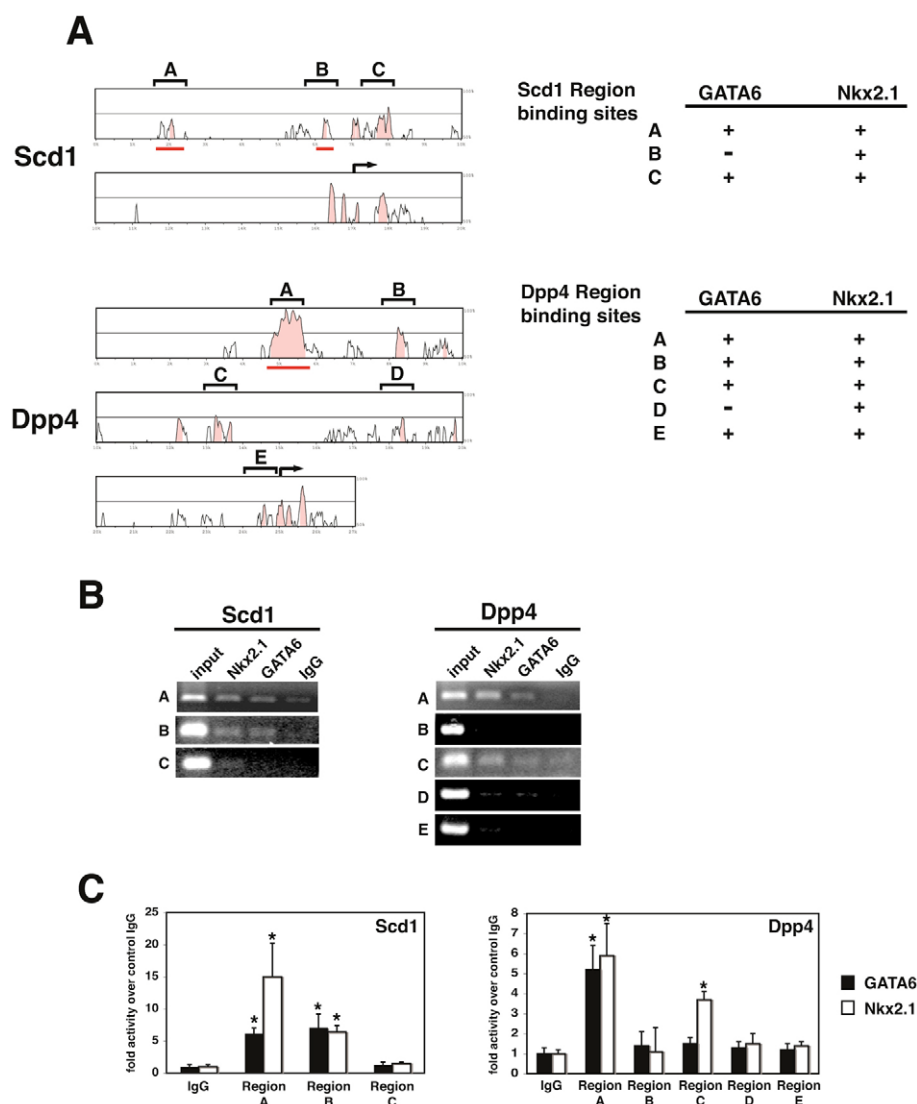 A
A B C
Scd1
Scd1 Region binding sites
GATA6 Nkx2.1
A + +
B - +
C + +
A B
C D
E
Dpp4
Dpp4 Region binding sites
GATA6 Nkx2.1
A + +
B + +
C + +
D - +
E + +
B
Scd1
input Nkx2.1 GATA6 IgG
A
B
C
Dpp4
input Nkx2.1 GATA6 IgG
A
B
C
D
E
C
fold activity over control IgG
25
20
15
10
5
0
Scd1
* * * *
IgG Region A Region B Region C
fold activity over control IgG
8
7
6
5
4
3
2
1
0
Dpp4
* * *
IgG Region A Region B Region C Region D Region E
GATA6
Nkx2.1